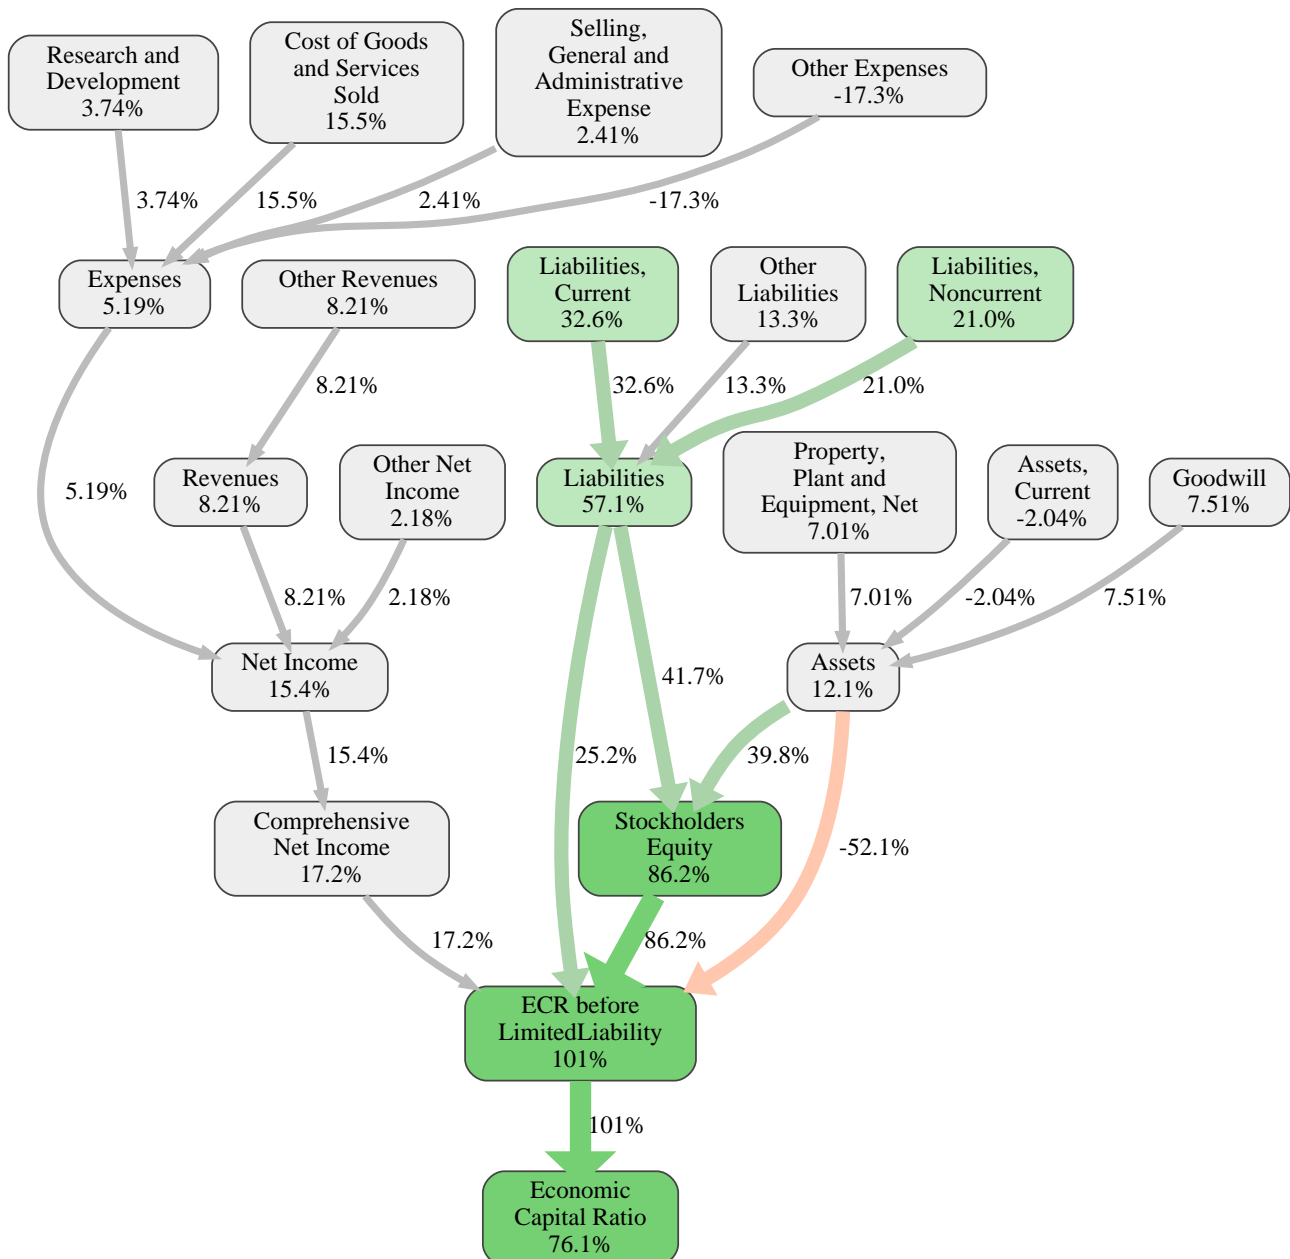 Research and
Development
3.74%
Cost of Goods
and Services
Sold
15.5%
Selling,
General and
Administrative
Expense
2.41%
Other Expenses
-17.3%
3.74%
15.5%
2.41%
-17.3%
Expenses
5.19%
Other Revenues
8.21%
Liabilities,
Current
32.6%
Other
Liabilities
13.3%
Liabilities,
Noncurrent
21.0%
8.21%
32.6%
13.3%
21.0%
5.19%
Revenues
8.21%
Other Net
Income
2.18%
Liabilities
57.1%
Property,
Plant and
Equipment, Net
7.01%
Assets,
Current
-2.04%
Goodwill
7.51%
8.21%
2.18%
7.01%
-2.04%
7.51%
Net Income
15.4%
41.7%
Assets
12.1%
15.4%
25.2%
39.8%
Comprehensive
Net Income
17.2%
Stockholders
Equity
86.2%
-52.1%
17.2%
86.2%
ECR before
LimitedLiability
101%
101%
Economic
Capital Ratio
76.1%